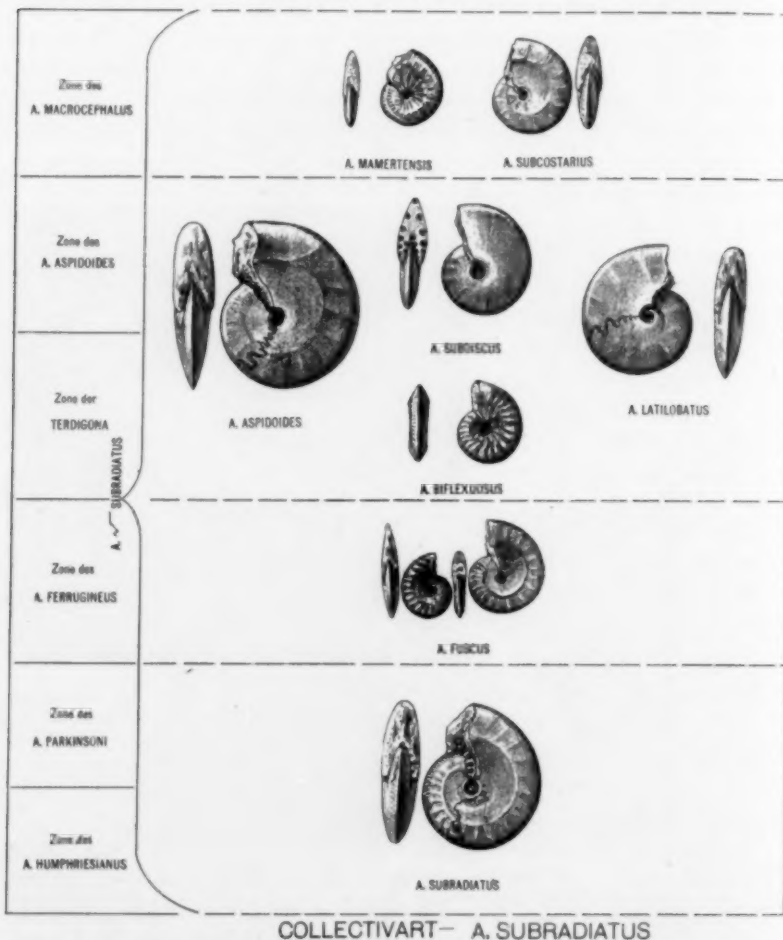 Zone des
A. MACROCEPHALUS
A. MAMERTENSIS
A. SUBCOSTARIUS
Zone des
A. ASPIDOIDES
A. SUBDISCUS
Zone der
TERDIGONA
A. ASPIDOIDES
A. LATILOBATUS
A. BIFLEXUOSUS
A. SUBRADIATUS
Zone des
A. FERRUGINEUS
A. FUSCUS
Zone des
A. PARKINSONI
Zone des
A. HUMPHRIESIANUS
A. SUBRADIATUS
COLLECTIVART— A. SUBRADIATUS